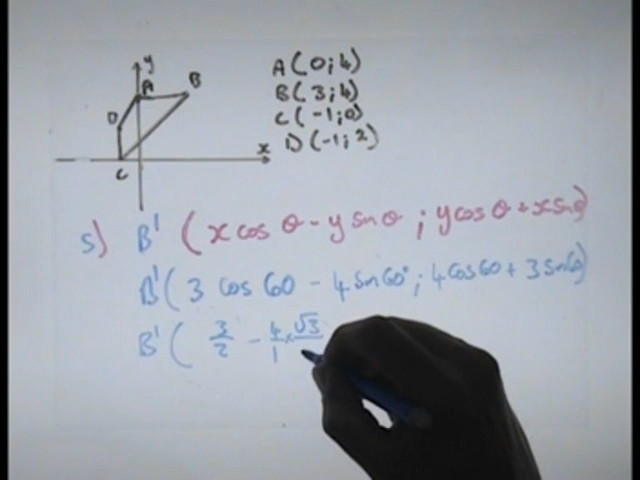 y
A
B
D
x
C
A(0;4)
B(3;4)
C(-1;0)
D(-1;2)
5) B' (x cos θ - y sin θ ; y cos θ + x sin θ)
B'(3 cos 60 - 4 sin 60° ; 4 cos 60 + 3 sin 60)
B' ( 3/2 - 4/1 × √3